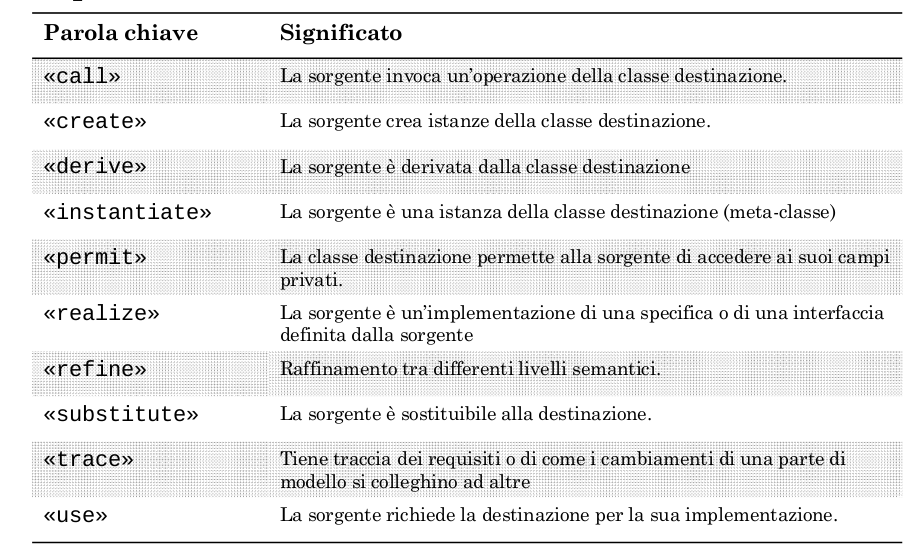 Parola chiave Significato
«call» La sorgente invoca un'operazione della classe destinazione.
«create» La sorgente crea istanze della classe destinazione.
«derive» La sorgente è derivata dalla classe destinazione
«instantiate» La sorgente è una istanza della classe destinazione (meta-classe)
«permit» La classe destinazione permette alla sorgente di accedere ai suoi campi
privati.
«realize» La sorgente è un'implementazione di una specifica o di una interfaccia
definita dalla sorgente
«refine» Raffinamento tra differenti livelli semantici.
«substitute» La sorgente è sostituibile alla destinazione.
«trace» Tiene traccia dei requisiti o di come i cambiamenti di una parte di
modello si colleghino ad altre
«use» La sorgente richiede la destinazione per la sua implementazione.